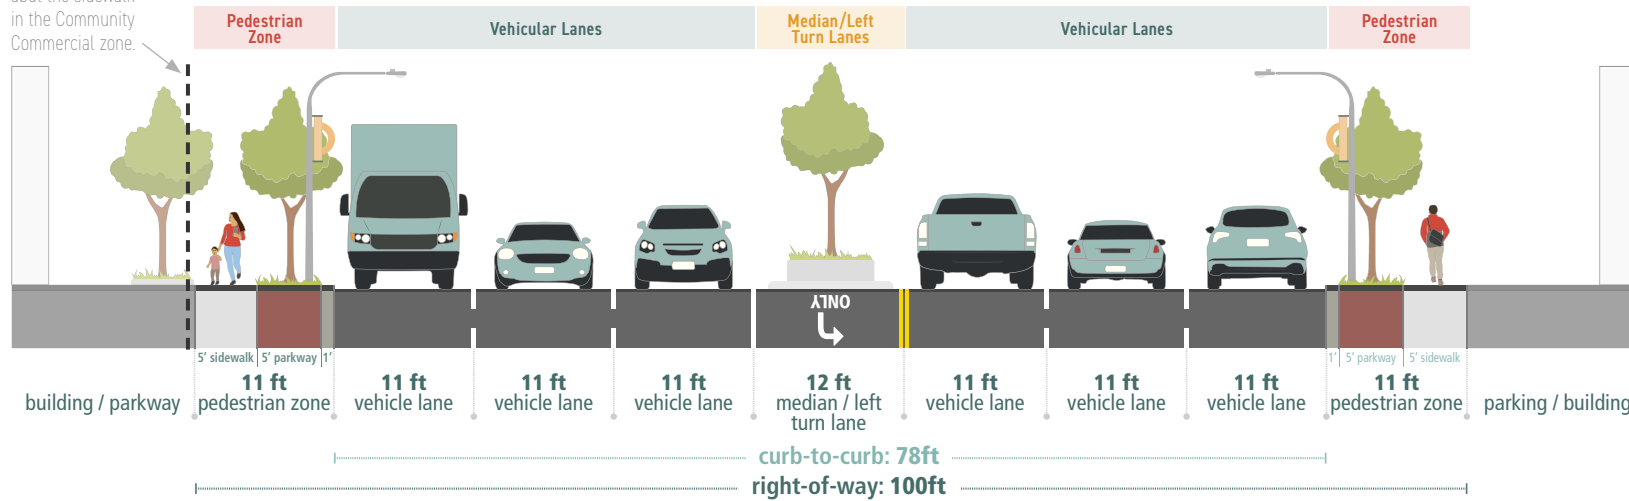 abut the sidewalk
in the Community
Commercial zone.
Pedestrian
Zone
Vehicular Lanes
Median/Left
Turn Lanes
Vehicular Lanes
Pedestrian
Zone
ONLY
5' sidewalk
5' parkway
1'
1'
5' parkway
5' sidewalk
building / parkway
11 ft
pedestrian zone
11 ft
vehicle lane
11 ft
vehicle lane
11 ft
vehicle lane
12 ft
median / left
turn lane
11 ft
vehicle lane
11 ft
vehicle lane
11 ft
vehicle lane
11 ft
pedestrian zone
parking / building
curb-to-curb: 78ft
right-of-way: 100ft